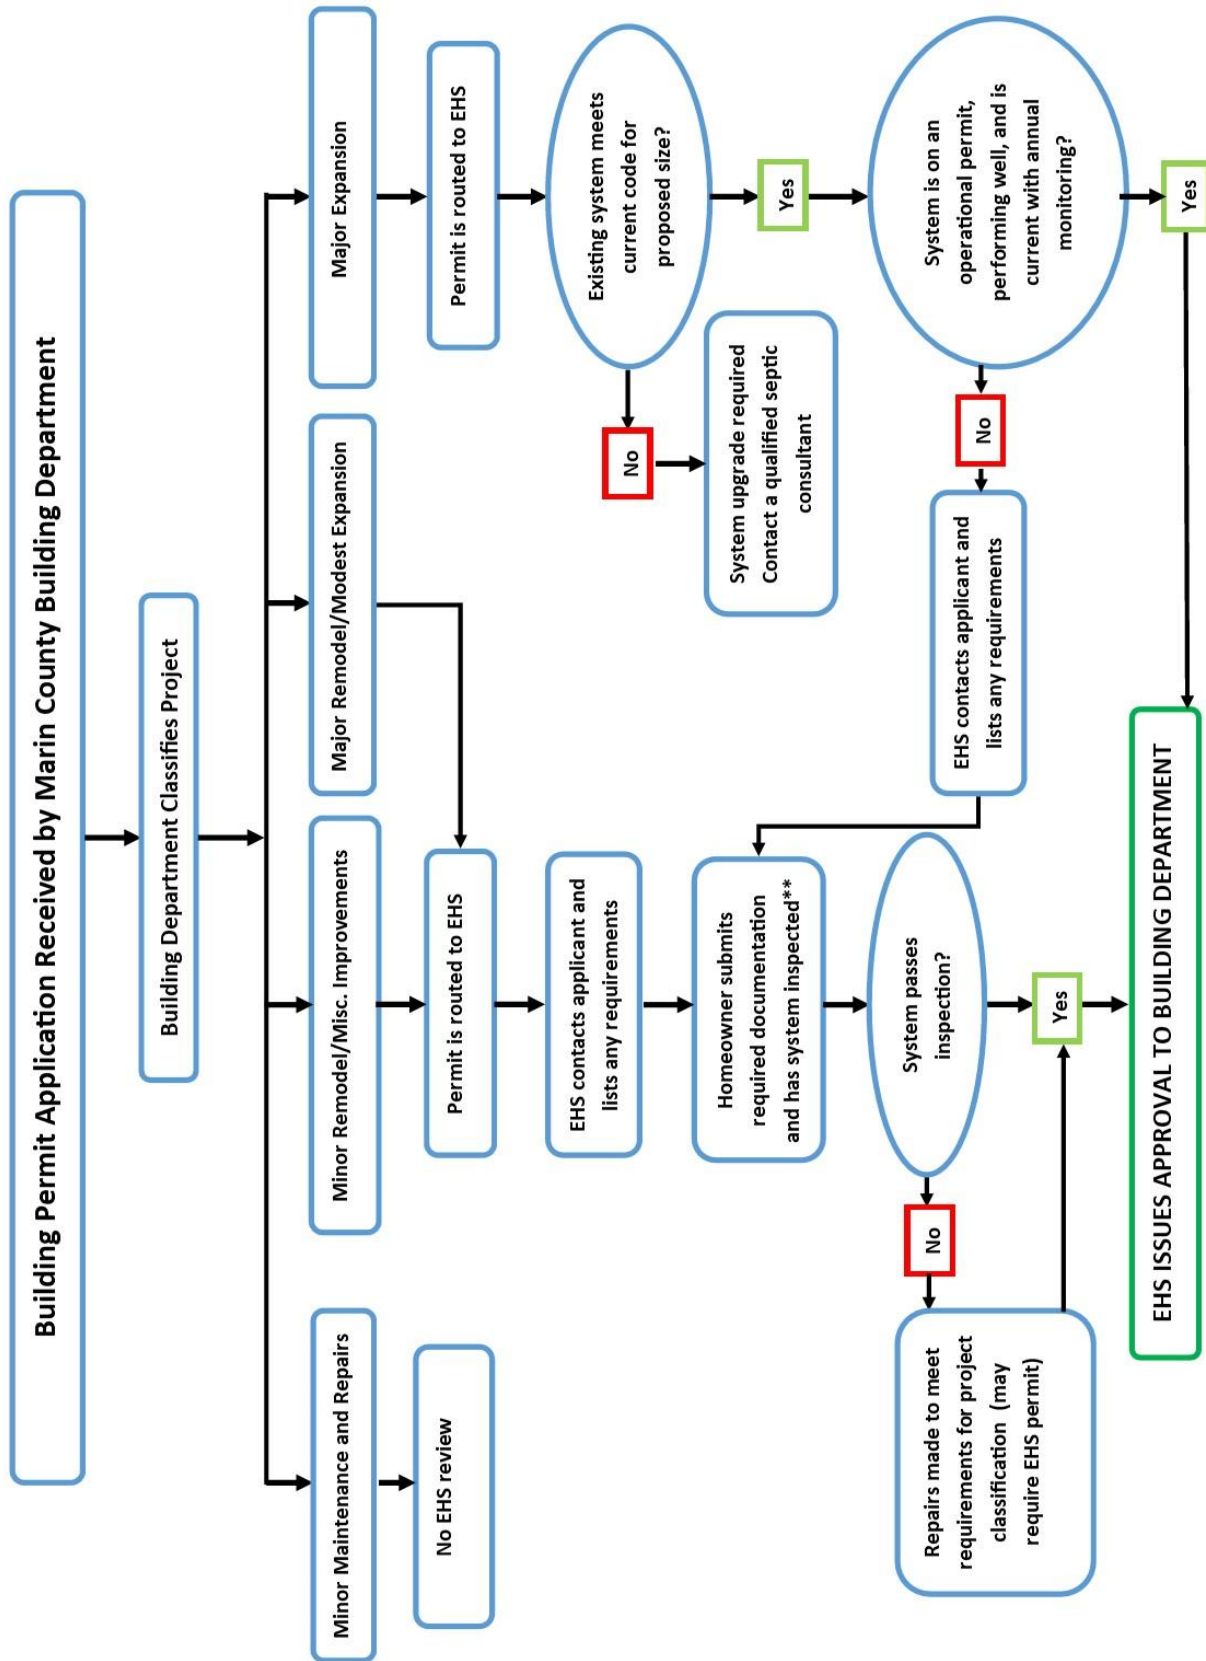 Building Permit Application Received by Marin County Building Department
Building Department Classifies Project
Minor Maintenance and Repairs
Minor Remodel/Misc. Improvements
Major Remodel/Modest Expansion
Major Expansion
No EHS review
Permit is routed to EHS
Permit is routed to EHS
EHS contacts applicant and
lists any requirements
Existing system meets
current code for
proposed size?
No
Yes
Homeowner submits
required documentation
and has system inspected**
System upgrade required
Contact a qualified septic
consultant
System passes
inspection?
System is on an
operational permit,
performing well, and is
current with annual
monitoring?
No
No
Repairs made to meet
requirements for project
classification (may
require EHS permit)
EHS contacts applicant and
lists any requirements
Yes
Yes
EHS ISSUES APPROVAL TO BUILDING DEPARTMENT